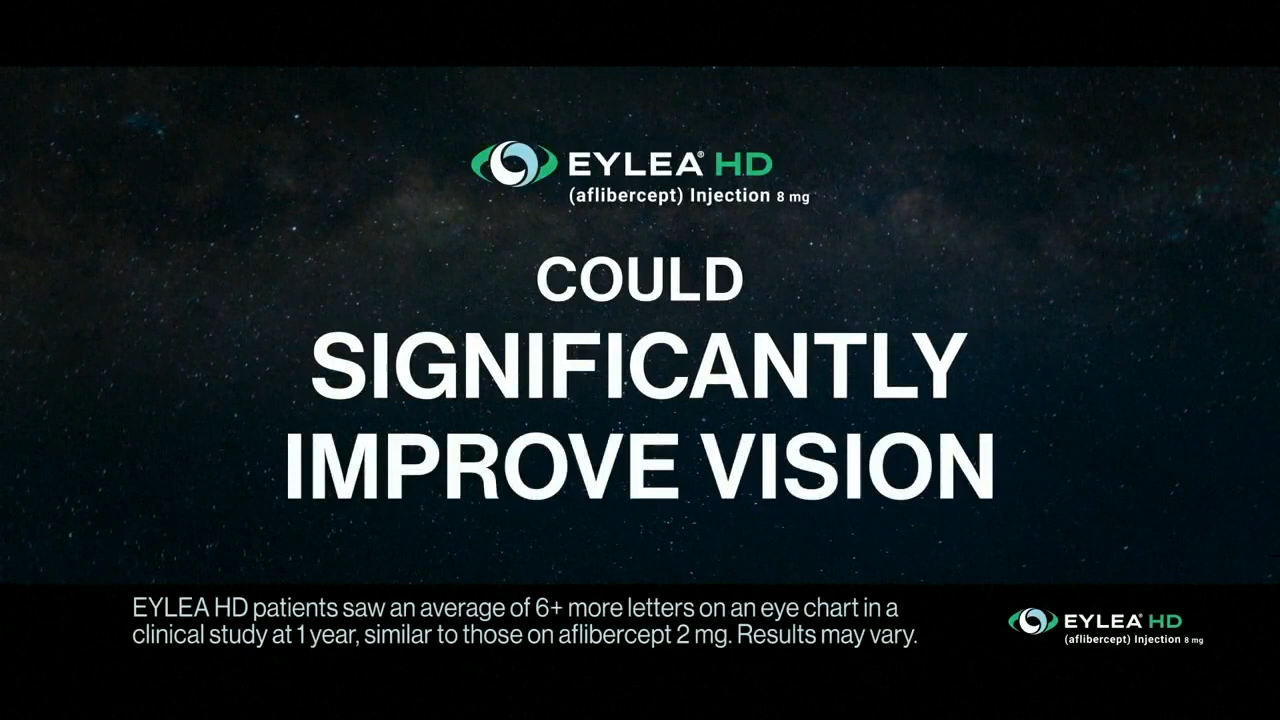 EYLEA® HD
(aflibercept) Injection 8 mg
COULD
SIGNIFICANTLY
IMPROVE VISION
EYLEA HD patients saw an average of 6+ more letters on an eye chart in a
clinical study at 1 year, similar to those on aflibercept 2 mg. Results may vary.
EYLEA® HD
(aflibercept) Injection 8 mg